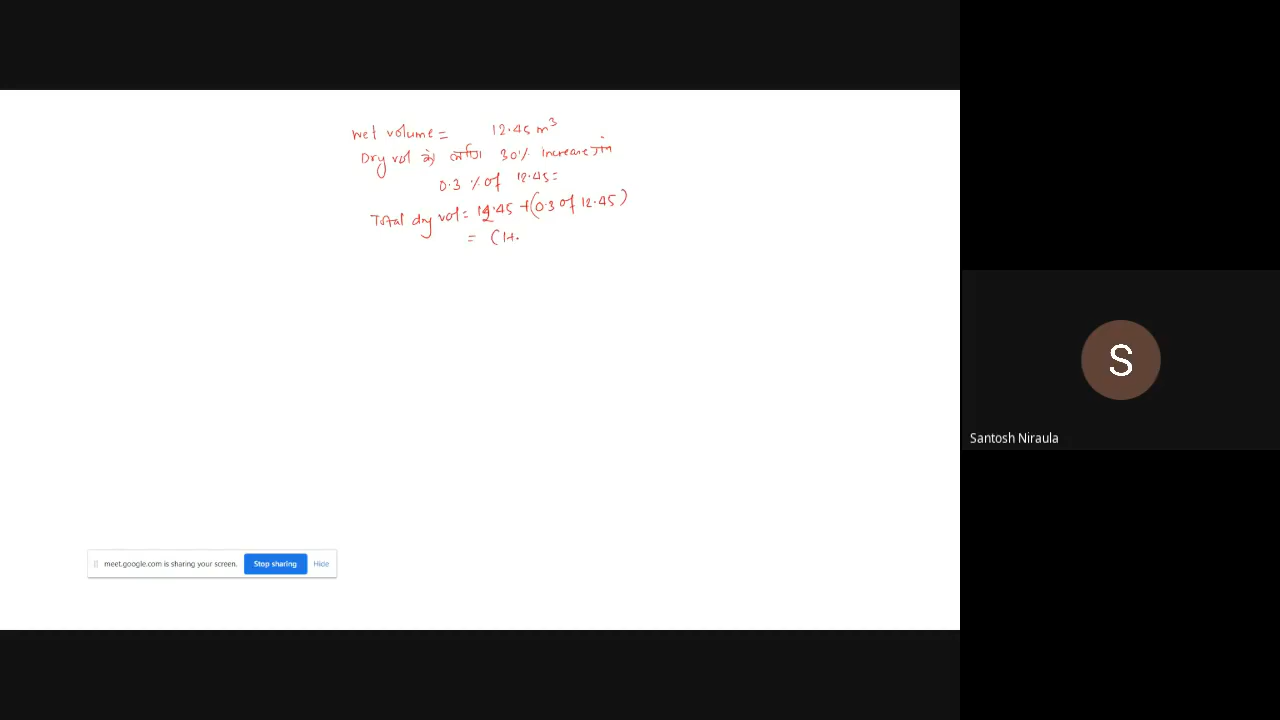 Wet volume = 12.45 m³
Dry vol को लागि 30% increase गर्ने
0.3 % of 12.45 =
Total dry vol = 12.45 + (0.3 of 12.45)
= (1+.
S
Santosh Niraula
meet.google.com is sharing your screen. Stop sharing Hide